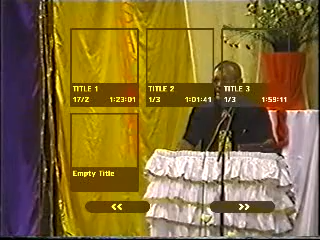 TITLE 1
17/2 1:23:01
TITLE 2
1/3 1:01:41
TITLE 3
1/3 1:59:11
Empty Title
<<
>>